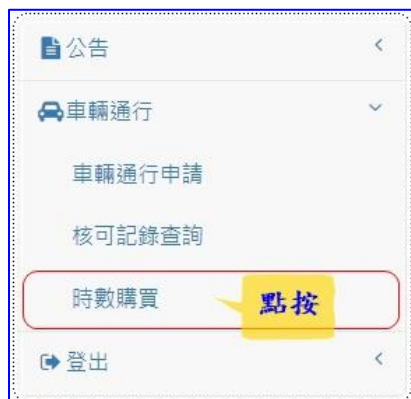 公告
車輛通行
車輛通行申請
核可記錄查詢
時數購買 點按
登出